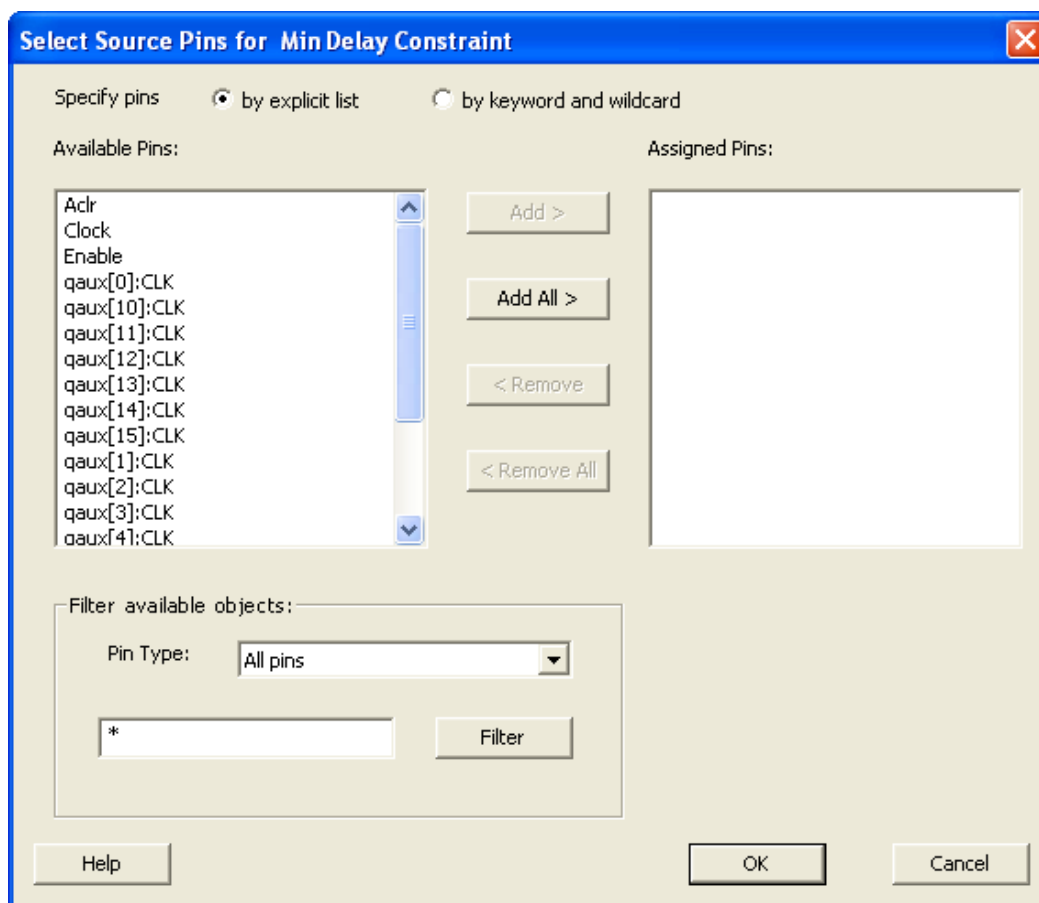 Select Source Pins for Min Delay Constraint
Specify pins by explicit list by keyword and wildcard
Available Pins: Assigned Pins:
Aclr
Clock
Enable
qaux[0]:CLK
qaux[10]:CLK
qaux[11]:CLK
qaux[12]:CLK
qaux[13]:CLK
qaux[14]:CLK
qaux[15]:CLK
qaux[1]:CLK
qaux[2]:CLK
qaux[3]:CLK
qaux[4]:CLK
Add >
Add All >
< Remove
< Remove All
Filter available objects:
Pin Type: All pins
* Filter
Help OK Cancel